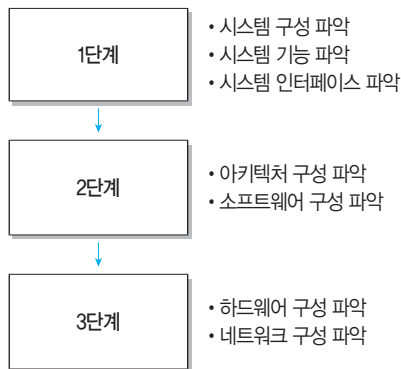 1단계
• 시스템 구성 파악
• 시스템 기능 파악
• 시스템 인터페이스 파악
2단계
• 아키텍처 구성 파악
• 소프트웨어 구성 파악
3단계
• 하드웨어 구성 파악
• 네트워크 구성 파악